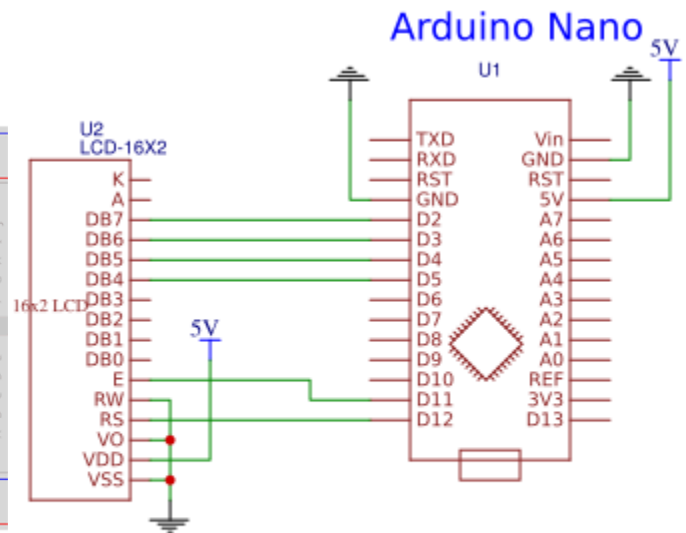 Arduino Nano
5V
U1
U2
LCD-16X2
K
A
DB7
DB6
DB5
DB4
DB3
16x2 LCD
DB2
DB1
DB0
E
RW
RS
VO
VDD
VSS
5V
TXD
RXD
RST
GND
D2
D3
D4
D5
D6
D7
D8
D9
D10
D11
D12
Vin
GND
RST
5V
A7
A6
A5
A4
A3
A2
A1
A0
REF
3V3
D13